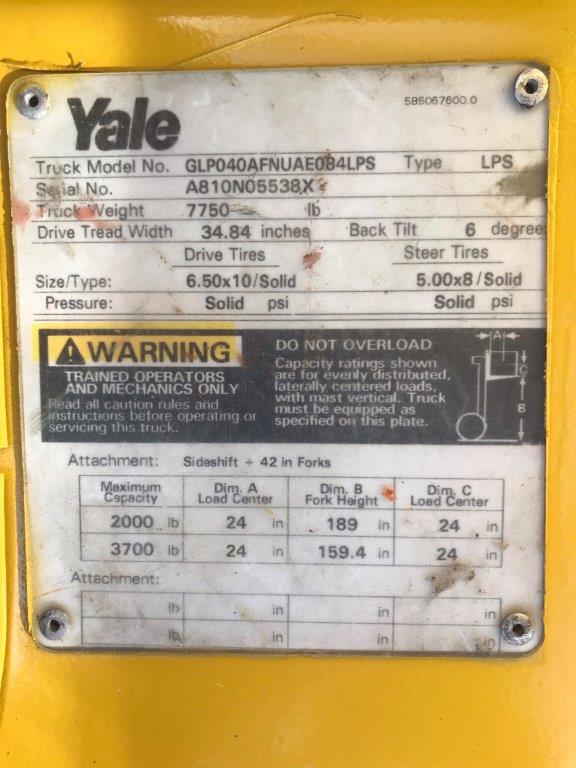 Yale
585067600.0
Truck Model No. GLP040AFNUAE084LPS Type LPS
Serial No. A810N05538X
Truck Weight 7750 lb
Drive Tread Width 34.84 inches Back Tilt 6 degrees
Drive Tires Steer Tires
Size/Type: 6.50x10/Solid 5.00x8/Solid
Pressure: Solid psi Solid psi
WARNING
TRAINED OPERATORS
AND MECHANICS ONLY
Read all caution rules and
instructions before operating or
servicing this truck.
DO NOT OVERLOAD
Capacity ratings shown
are for evenly distributed,
laterally centered loads,
with mast vertical. Truck
must be equipped as
specified on this plate.
A
C
B
Attachment: Sideshift + 42 in Forks
Maximum Capacity Dim. A Load Center Dim. B Fork Height Dim. C Load Center
2000 lb 24 in 189 in 24 in
3700 lb 24 in 159.4 in 24 in
Attachment:
lb in in in
lb in in in